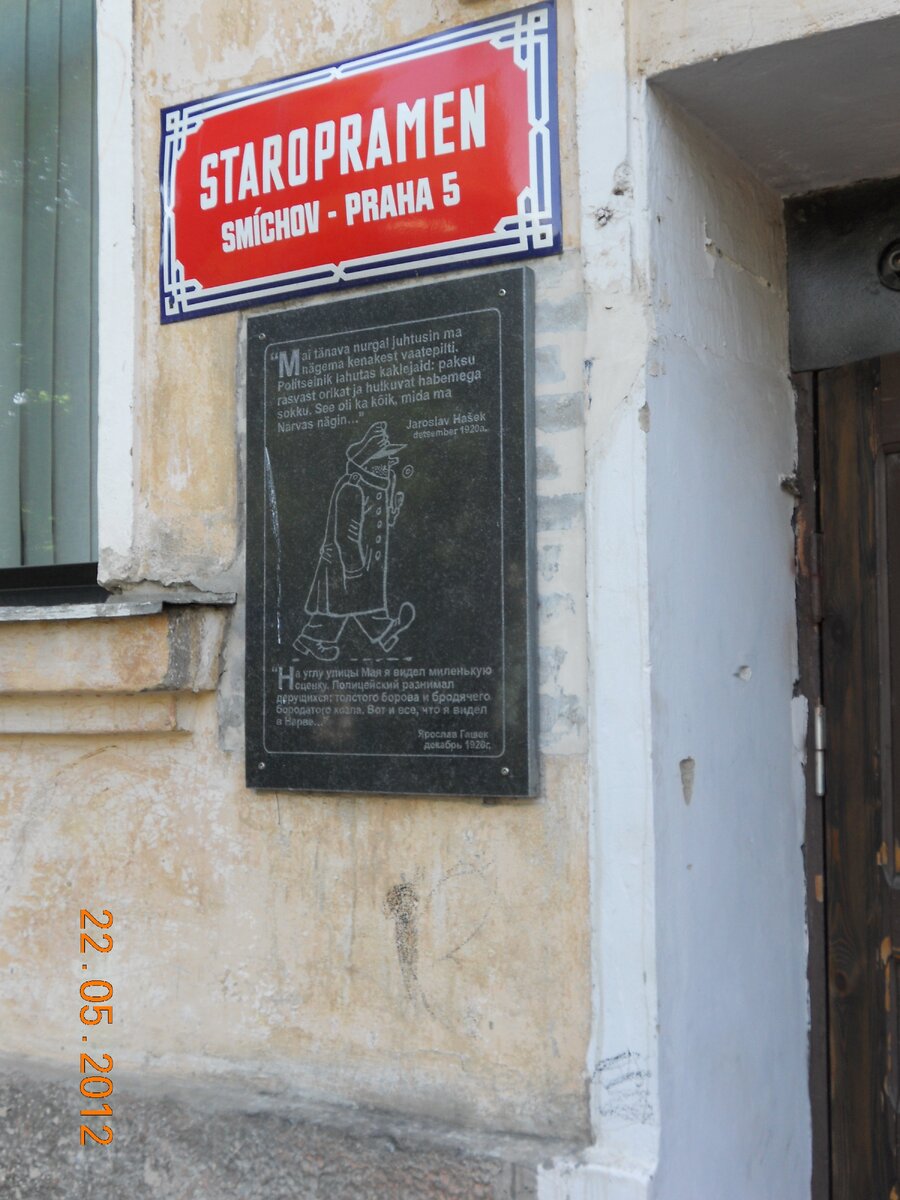 STAROPRAMEN
SMÍCHOV - PRAHA 5
"Mai tänava nurgal juhtusin ma
nägema kenakest vaatepilti.
Politseinik lahutas kaklejaid: paksu
rasvast orikat ja hulkuvat habemega
sokku. See oli ka kõik, mida ma
Narvas nägin..."
Jaroslav Hašek
detsember 1920a.
"На углу улицы Мая я видел миленькую
сценку. Полицейский разнимал
дерущихся: толстого борова и бродячего
бородатого козла. Вот и все, что я видел
в Нарве..."
Ярослав Гашек
декабрь 1920г.
22.05.2012